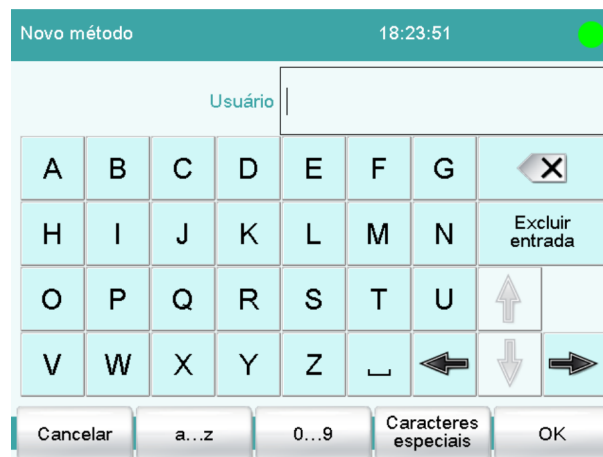 Novo método 18:23:51
Usuário
A B C D E F G
H I J K L M N Excluir entrada
O P Q R S T U
V W X Y Z
Cancelar a...z 0...9 Caracteres especiais OK